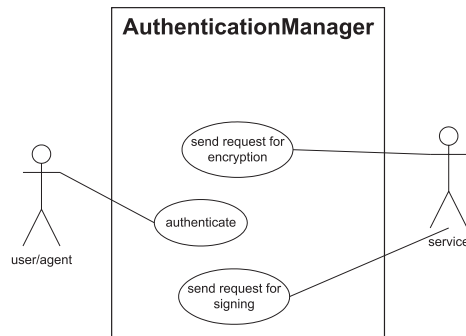 AuthenticationManager
send request for
encryption
authenticate
user/agent
service
send request for
signing